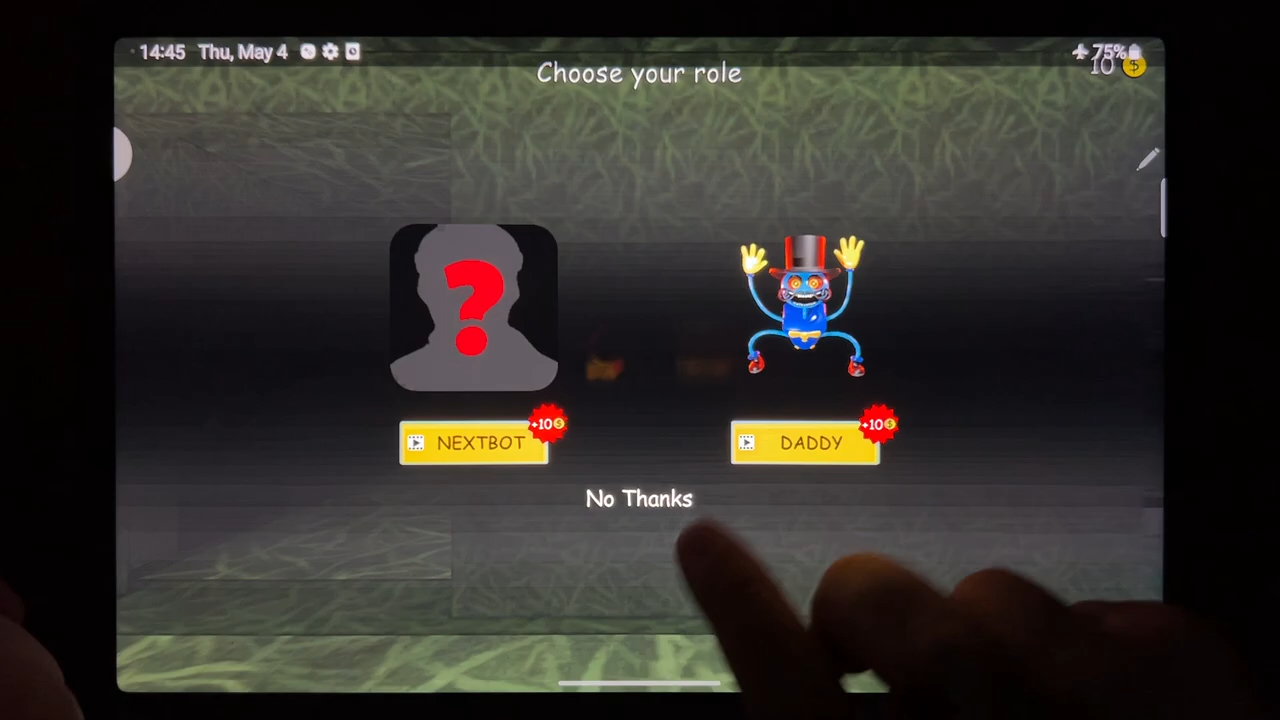 14:45 Thu, May 4
75%
10 $
Choose your role
?
+10 $
+10 $
NEXTBOT
DADDY
No Thanks